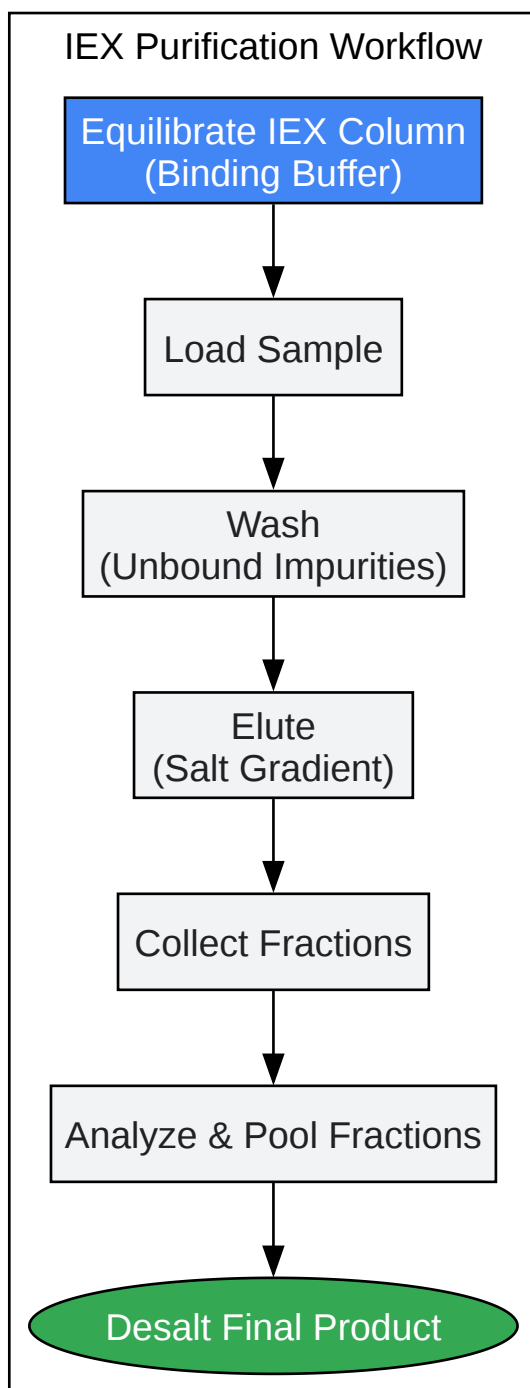 IEX Purification Workflow
Equilibrate IEX Column
(Binding Buffer)
Load Sample
Wash
(Unbound Impurities)
Elute
(Salt Gradient)
Collect Fractions
Analyze & Pool Fractions
Desalt Final Product